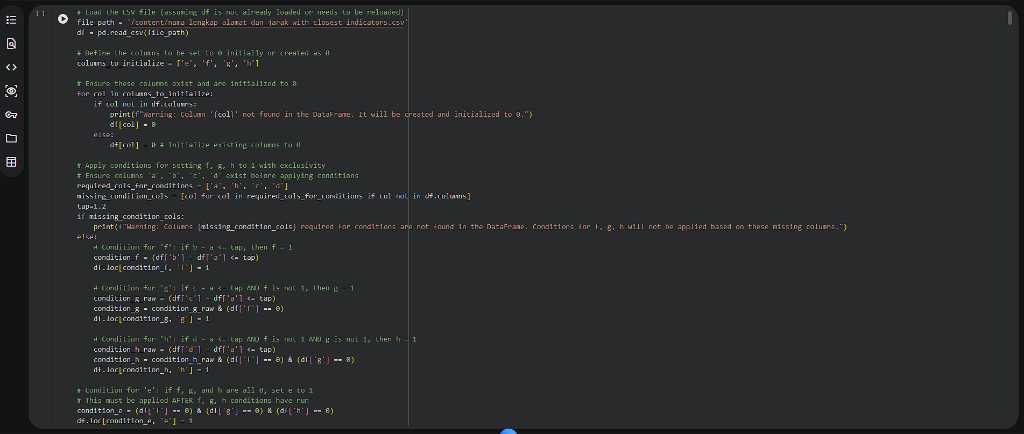 # Load the CSV file (assuming df is not already loaded or needs to be reloaded)
file_path = '/content/nama lengkap alamat dan jarak with closest indicators.csv'
df = pd.read_csv(file_path)
# Define the columns to be set to 0 initially or created as 0
columns_to_initialize = ['e', 'f', 'g', 'h']
# Ensure these columns exist and are initialized to 0
for col in columns_to_initialize:
if col not in df.columns:
print(f"Warning: Column '{col}' not found in the DataFrame. It will be created and initialized to 0.")
df[col] = 0
else:
df[col] = 0 # Initialize existing columns to 0
# Apply conditions for setting f, g, h to 1 with exclusivity
# Ensure columns 'a', 'b', 'c', 'd' exist before applying conditions
required_cols_for_conditions = ['a', 'b', 'c', 'd']
missing_condition_cols = [col for col in required_cols_for_conditions if col not in df.columns]
tap=1.2
if missing_condition_cols:
print(f"Warning: Columns {missing_condition_cols} required for conditions are not found in the DataFrame. Conditions for f, g, h will not be applied based on these missing columns.")
else:
# Condition for 'f': if b - a <= tap, then f = 1
condition_f = (df['b'] - df['a'] <= tap)
df.loc[condition_f, 'f'] = 1
# Condition for 'g': if c - a <= tap AND f is not 1, then g = 1
condition_g_raw = (df['c'] - df['a'] <= tap)
condition_g = condition_g_raw & (df['f'] == 0)
df.loc[condition_g, 'g'] = 1
# Condition for 'h': if d - a <= tap AND f is not 1 AND g is not 1, then h = 1
condition_h_raw = (df['d'] - df['a'] <= tap)
condition_h = condition_h_raw & (df['f'] == 0) & (df['g'] == 0)
df.loc[condition_h, 'h'] = 1
# Condition for 'e': if f, g, and h are all 0, set e to 1
# This must be applied AFTER f, g, h conditions have run
condition_e = (df['f'] == 0) & (df['g'] == 0) & (df['h'] == 0)
df.loc[condition_e, 'e'] = 1